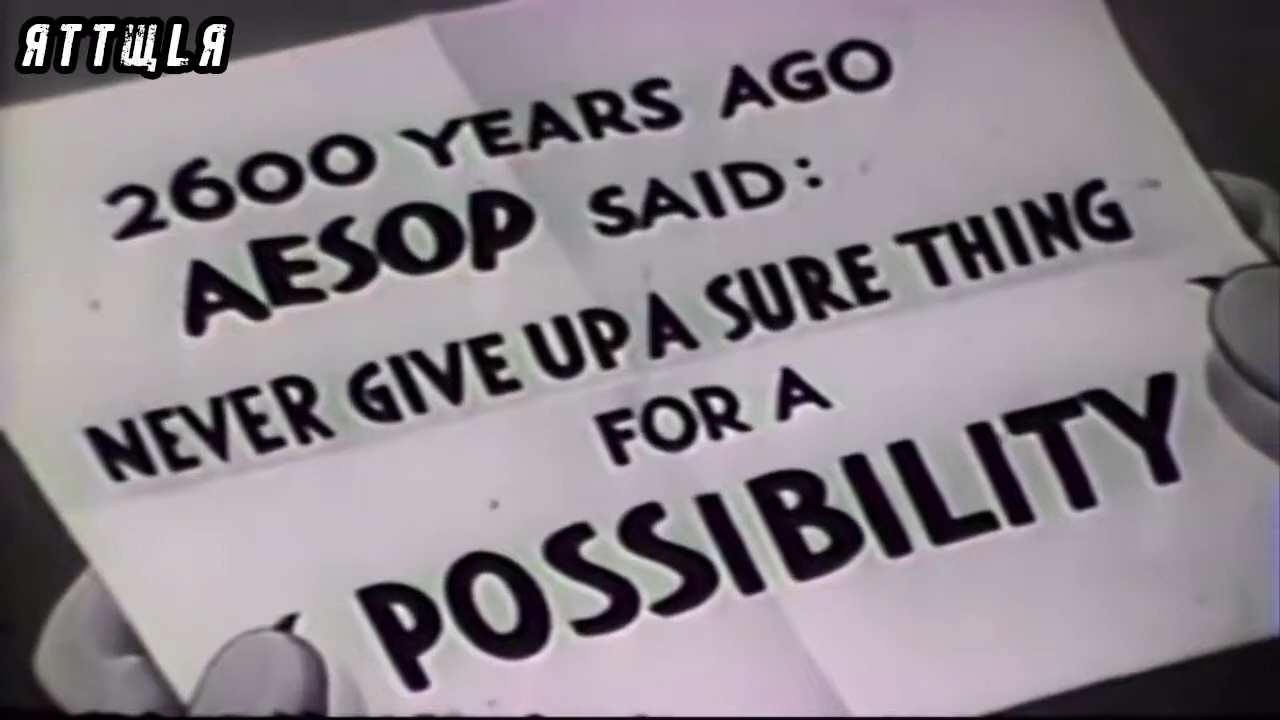 ЯTTЩLЯ
2600 YEARS AGO
AESOP SAID:
NEVER GIVE UP A SURE THING
FOR A
POSSIBILITY